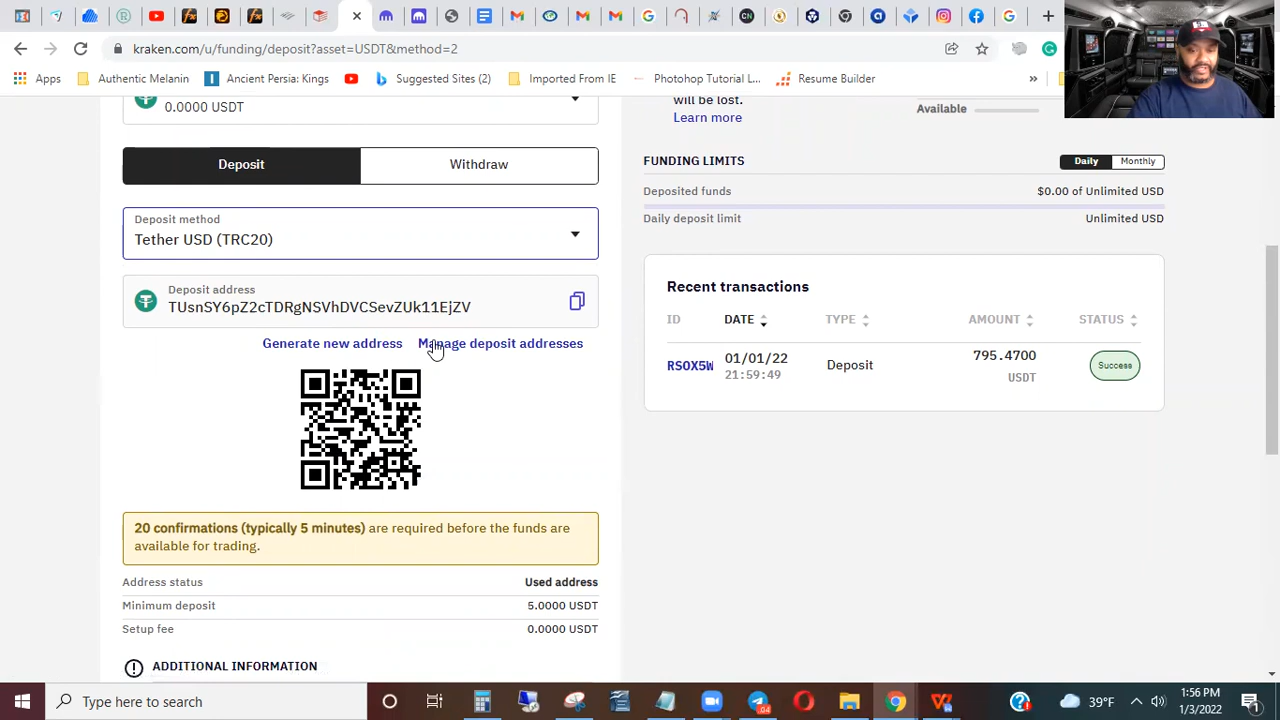 kraken.com/u/funding/deposit?asset=USDT&method=2
Apps
Authentic Melanin
Ancient Persa: Kings
Suggested Sites (2)
Imported From IE
Photohop Tutorial L...
Resume Builder
»
0.0000 USDT
Deposit
Withdraw
Deposit method
Tether USD (TRC20)
Deposit address
TUsnSY6pZ2cTDRgNSVhDVCSevZUk11EjZV
Generate new address
Manage deposit addresses
20 confirmations (typically 5 minutes) are required before the funds are
available for trading.
Address status
Used address
Minimum deposit
5.0000 USDT
Setup fee
0.0000 USDT
ADDITIONAL INFORMATION
will be lost.
Learn more
Available
FUNDING LIMITS
Daily
Monthly
Deposited funds
$0.00 of Unlimited USD
Daily deposit limit
Unlimited USD
Recent transactions
ID
DATE
TYPE
AMOUNT
STATUS
RSOX5W
01/01/22
21:59:49
Deposit
795.4700
USDT
Success
Type here to search
39°F
1:56 PM
1/3/2022